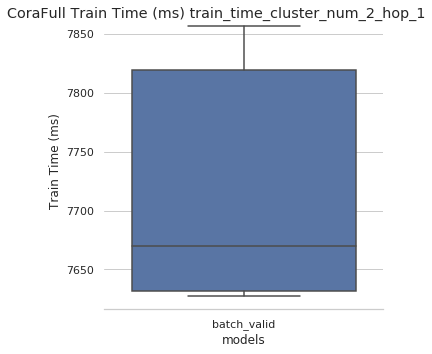 CoraFull Train Time (ms) train_time_cluster_num_2_hop_1
7850
7800
7750
7700
7650
Train Time (ms)
batch_valid
models